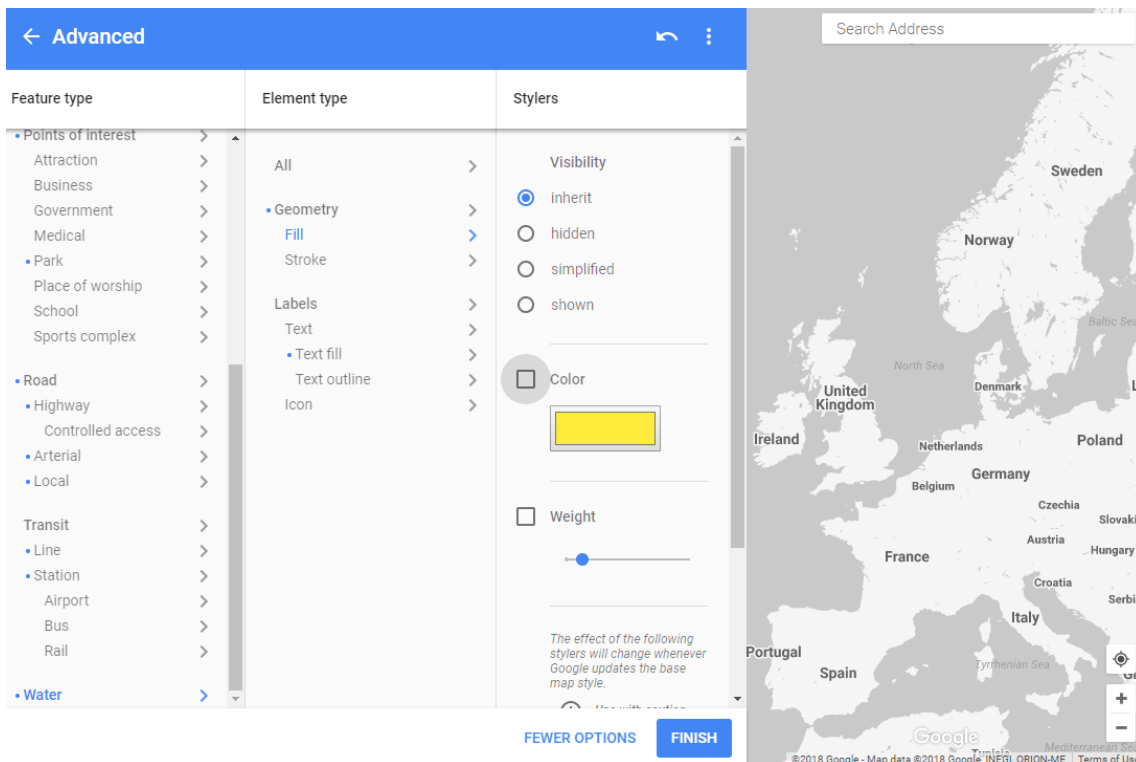 Advanced
Feature type
Element type
Stylers
Points of interest
Attraction
Business
Government
Medical
Park
Place of worship
School
Sports complex
Road
Highway
Controlled access
Arterial
Local
Transit
Line
Station
Airport
Bus
Rail
Water
All
Geometry
Fill
Stroke
Labels
Text
Text fill
Text outline
Icon
Visibility
inherit
hidden
simplified
shown
Color
Weight
The effect of the following
stylers will change whenever
Google updates the base
map style.
Use with caution
FEWER OPTIONS
FINISH
Search Address
Sweden
Norway
Baltic Sea
North Sea
Denmark
United
Kingdom
Ireland
Netherlands
Poland
Germany
Belgium
Czechia
Slovaki
Austria
Hungary
France
Croatia
Serbi
Italy
Portugal
Spain
Tyrrhenian Sea
Google
Tunisia
Mediterranean Se
©2018 Google - Map data ©2018 Google, INEGI, ORION-ME
Terms of Us